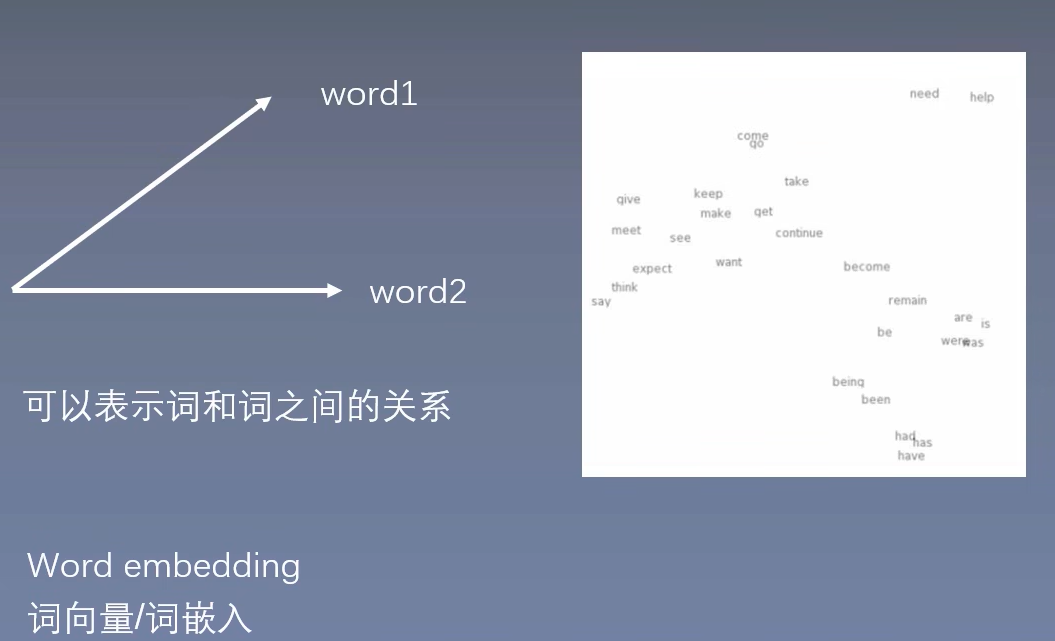 word1
word2
可以表示词和词之间的关系
Word embedding
词向量/词嵌入
need
help
come
go
take
give
keep
make
get
meet
see
continue
want
expect
become
think
say
remain
are
is
be
were
was
being
been
had
has
have